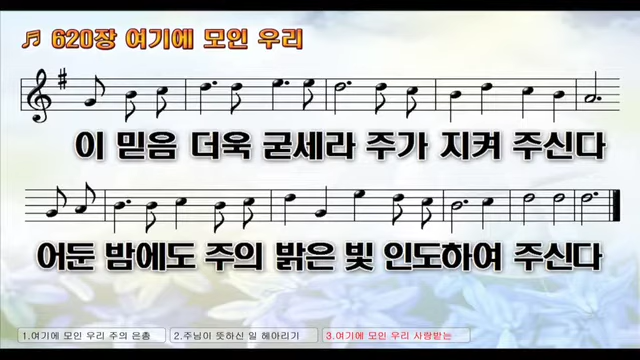 ♬ 620장 여기에 모인 우리
이 믿음 더욱 굳세라 주가 지켜 주신다
어둔 밤에도 주의 밝은 빛 인도하여 주신다
1.여기에 모인 우리 주의 은총 2.주님이 뜻하신 일 헤아리기 3.여기에 모인 우리 사랑받는